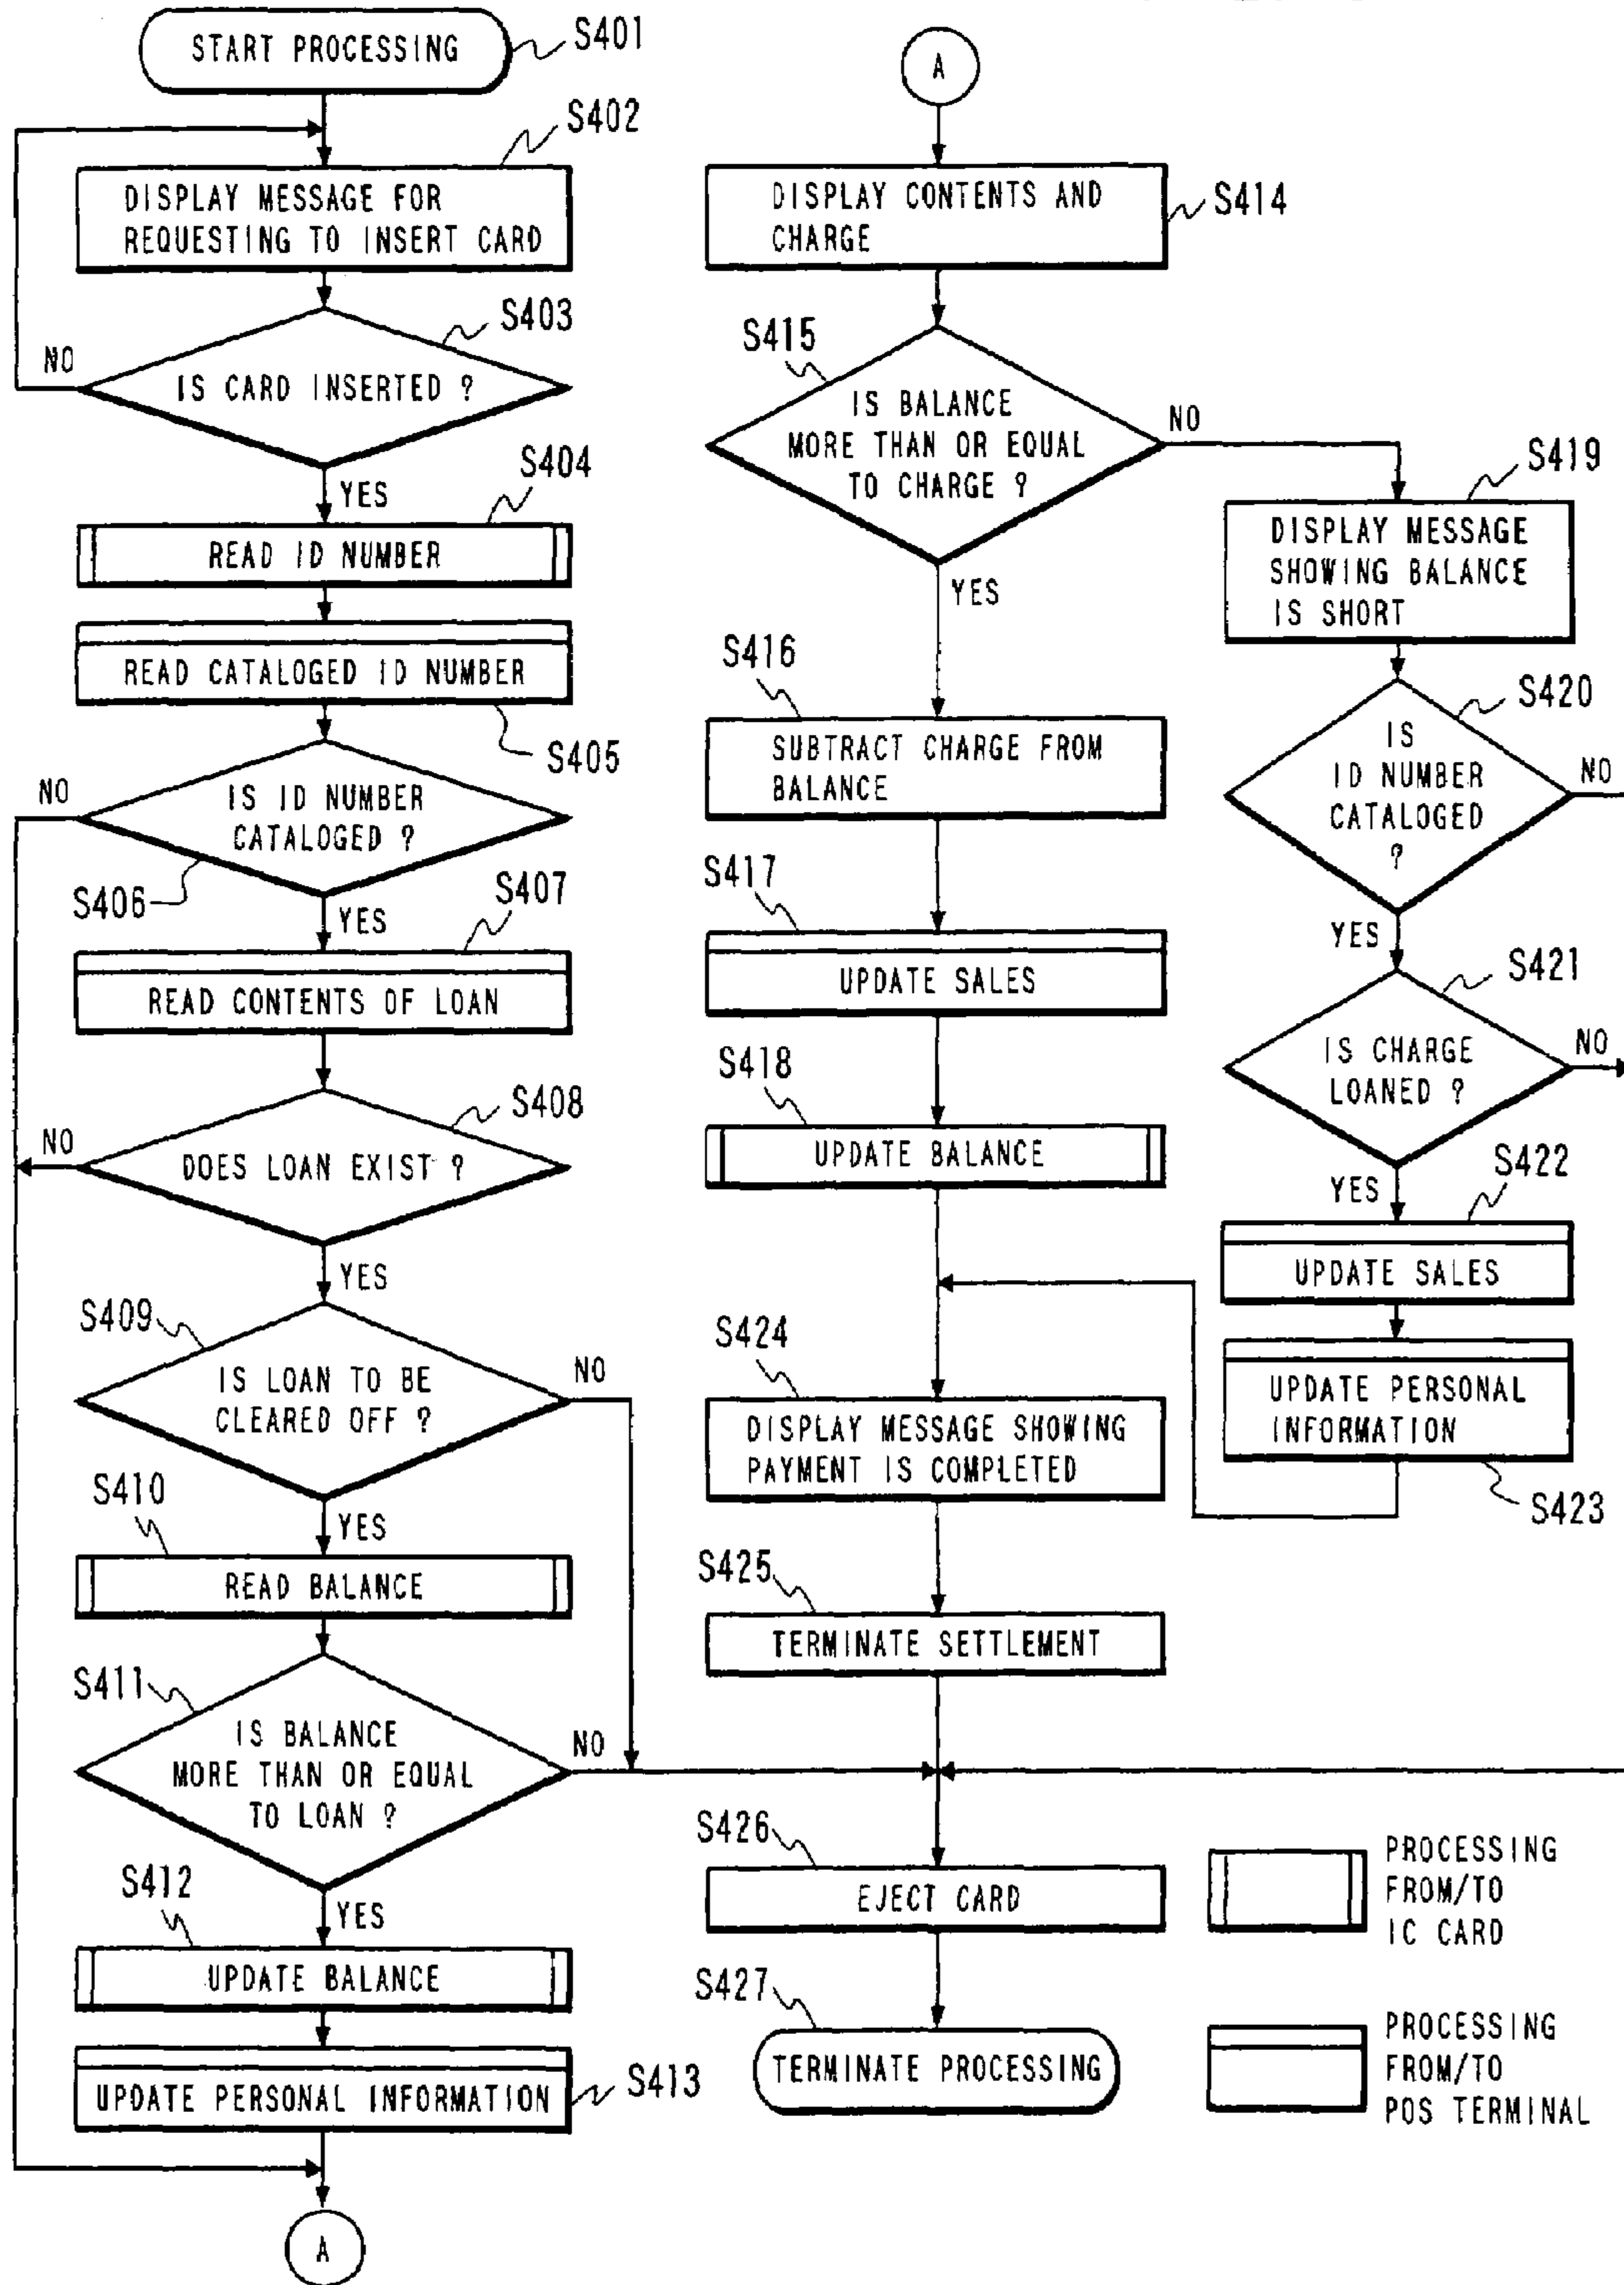 START PROCESSING
S401
S402
DISPLAY MESSAGE FOR
REQUESTING TO INSERT CARD
S403
NO
IS CARD INSERTED ?
S404
YES
READ ID NUMBER
READ CATALOGED ID NUMBER
S405
NO
IS ID NUMBER
CATALOGED ?
S406
S407
YES
READ CONTENTS OF LOAN
S408
NO
DOES LOAN EXIST ?
YES
S409
IS LOAN TO BE
CLEARED OFF ?
NO
S410
YES
READ BALANCE
S411
IS BALANCE
MORE THAN OR EQUAL
TO LOAN ?
NO
S412
YES
UPDATE BALANCE
UPDATE PERSONAL INFORMATION
S413
A
A
DISPLAY CONTENTS AND
CHARGE
S414
S415
IS BALANCE
MORE THAN OR EQUAL
TO CHARGE ?
NO
YES
S416
SUBTRACT CHARGE FROM
BALANCE
S417
UPDATE SALES
S418
UPDATE BALANCE
S424
DISPLAY MESSAGE SHOWING
PAYMENT IS COMPLETED
S425
TERMINATE SETTLEMENT
S426
EJECT CARD
S427
TERMINATE PROCESSING
S419
DISPLAY MESSAGE
SHOWING BALANCE
IS SHORT
S420
IS
ID NUMBER
CATALOGED
?
NO
YES
S421
IS CHARGE
LOANED ?
NO
YES
S422
UPDATE SALES
UPDATE PERSONAL
INFORMATION
S423
PROCESSING
FROM/TO
IC CARD
PROCESSING
FROM/TO
POS TERMINAL